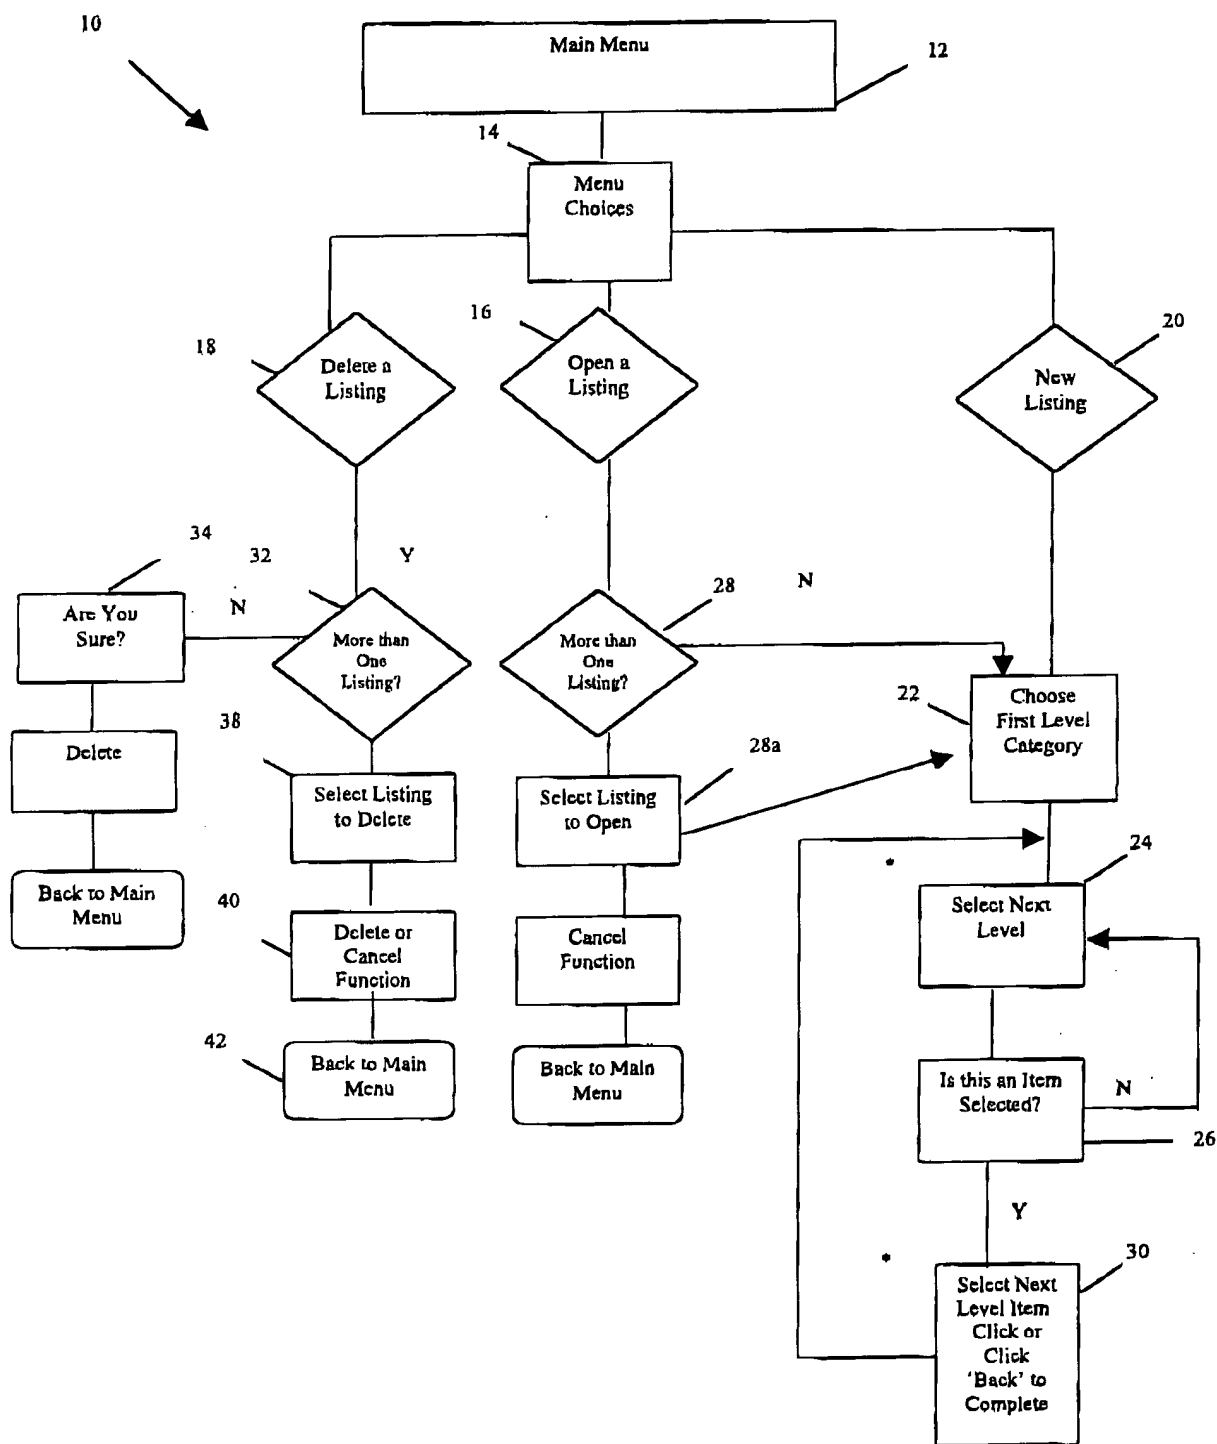 10
Main Menu
12
14
Menu
Choices
18
Delete a
Listing
16
Open a
Listing
20
New
Listing
34
32
Y
28
N
Are You
Sure?
N
More than
One
Listing?
More than
One
Listing?
22
Choose
First Level
Category
Delete
38
28a
Select Listing
to Delete
Select Listing
to Open
24
Back to Main
Menu
40
Delete or
Cancel
Function
Cancel
Function
Select Next
Level
42
Back to Main
Menu
Back to Main
Menu
Is this an Item
Selected?
N
26
Y
30
Select Next
Level Item
Click or
Click
'Back' to
Complete